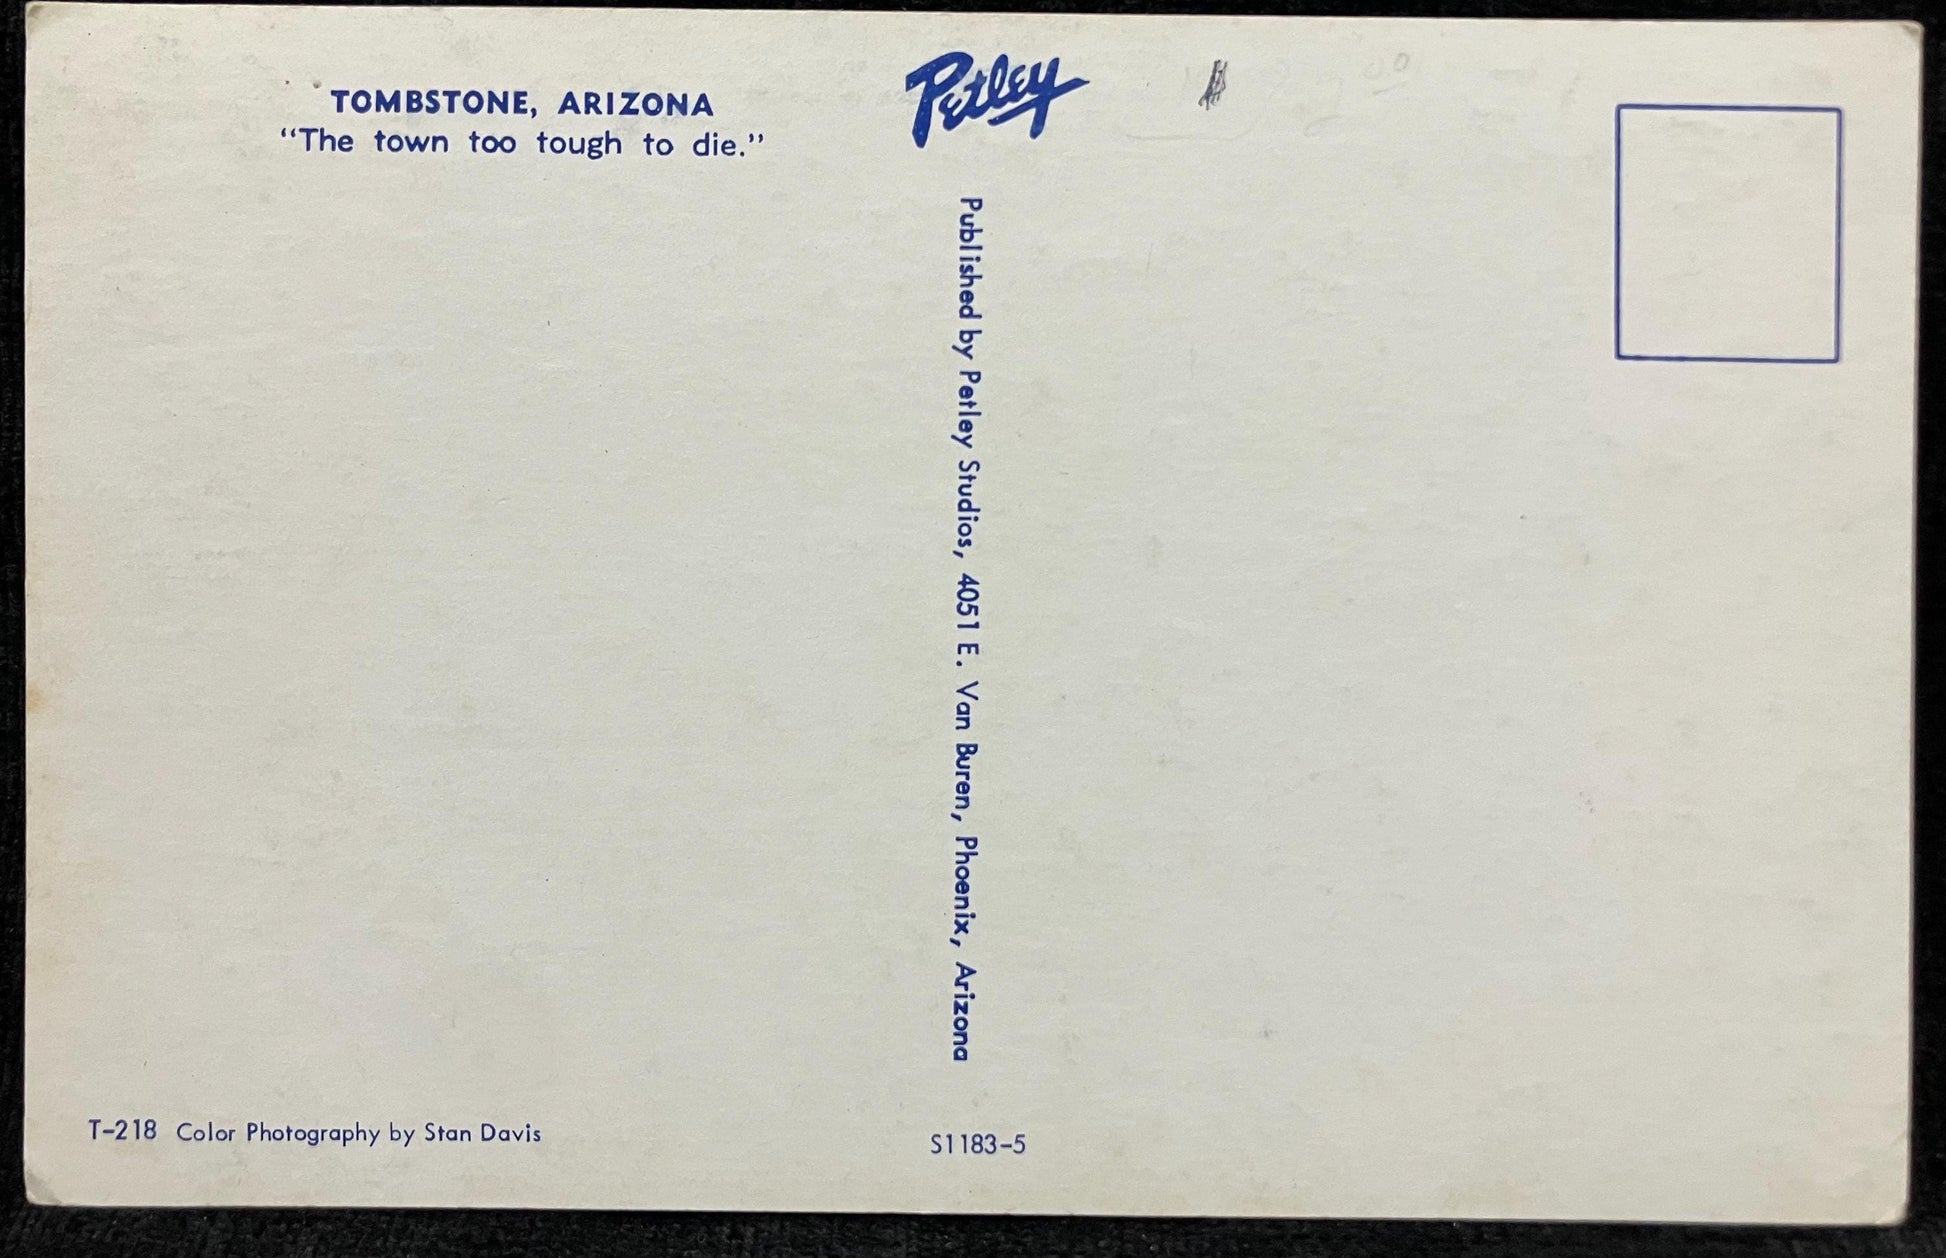 TOMBSTONE, ARIZONA
“The town too tough to die.”
Petley
Published by Petley Studios, 4051 E. Van Buren, Phoenix, Arizona
T-218 Color Photography by Stan Davis
S1183-5